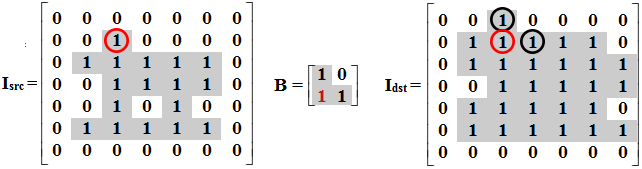 Isrc =
0 0 0 0 0 0 0
0 0 1 0 0 0 0
0 1 1 1 1 1 0
0 0 1 1 1 1 0
0 0 1 0 1 0 0
0 1 1 1 1 1 0
0 0 0 0 0 0 0
B =
1 0
1 1
Idst =
0 0 1 0 0 0 0
0 1 1 1 1 1 0
0 1 1 1 1 1 1
0 0 1 1 1 1 1
0 1 1 1 1 1 0
0 1 1 1 1 1 1
0 0 0 0 0 0 0